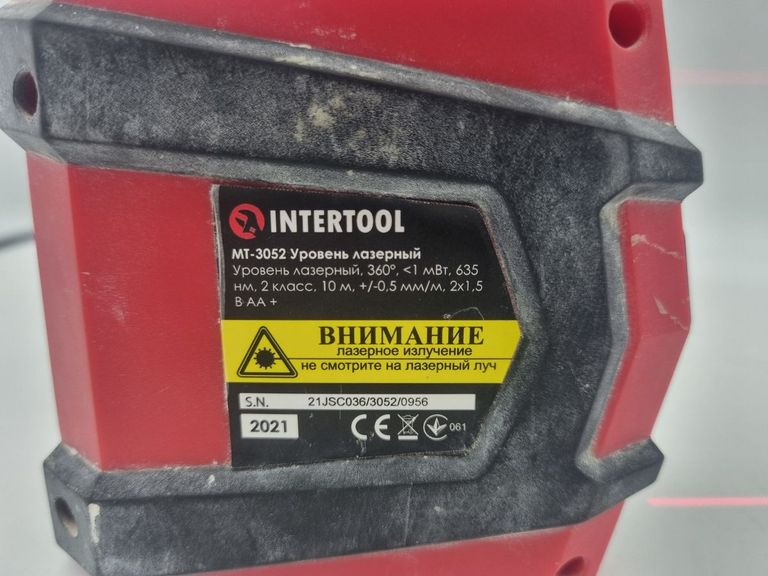 INTERTOOL
МТ-3052 Уровень лазерный
Уровень лазерный, 360°, <1 мВт, 635
нм, 2 класс, 10 м, +/-0,5 мм/м, 2x1,5
В АА +
ВНИМАНИЕ
лазерное излучение
не смотрите на лазерный луч
S.N. 21JSC036/3052/0956
2021 CE 061